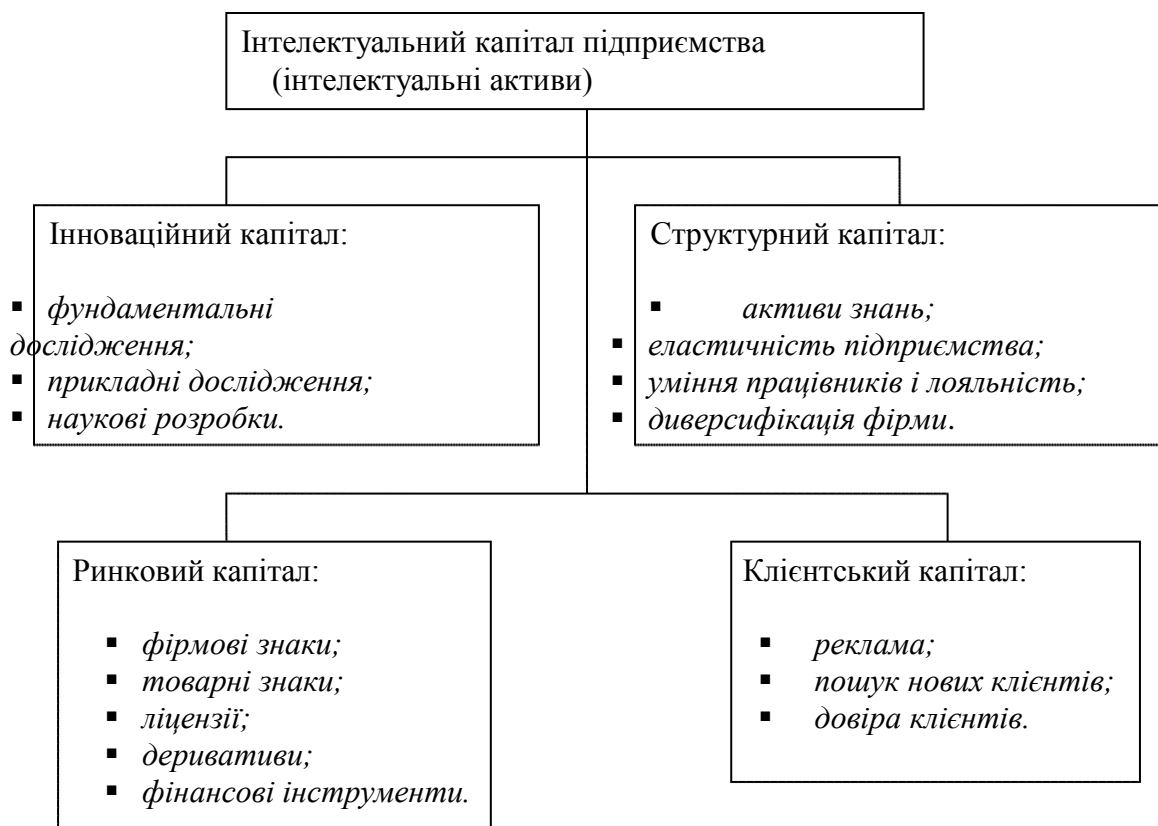 Інтелектуальний капітал підприємства
(інтелектуальні активи)
Інноваційний капітал:
▪ фундаментальні
дослідження;
▪ прикладні дослідження;
▪ наукові розробки.
Структурний капітал:
▪ активи знань;
▪ еластичність підприємства;
▪ уміння працівників і лояльність;
▪ диверсифікація фірми.
Ринковий капітал:
▪ фірмові знаки;
▪ товарні знаки;
▪ ліцензії;
▪ деривативи;
▪ фінансові інструменти.
Клієнтський капітал:
▪ реклама;
▪ пошук нових клієнтів;
▪ довіра клієнтів.